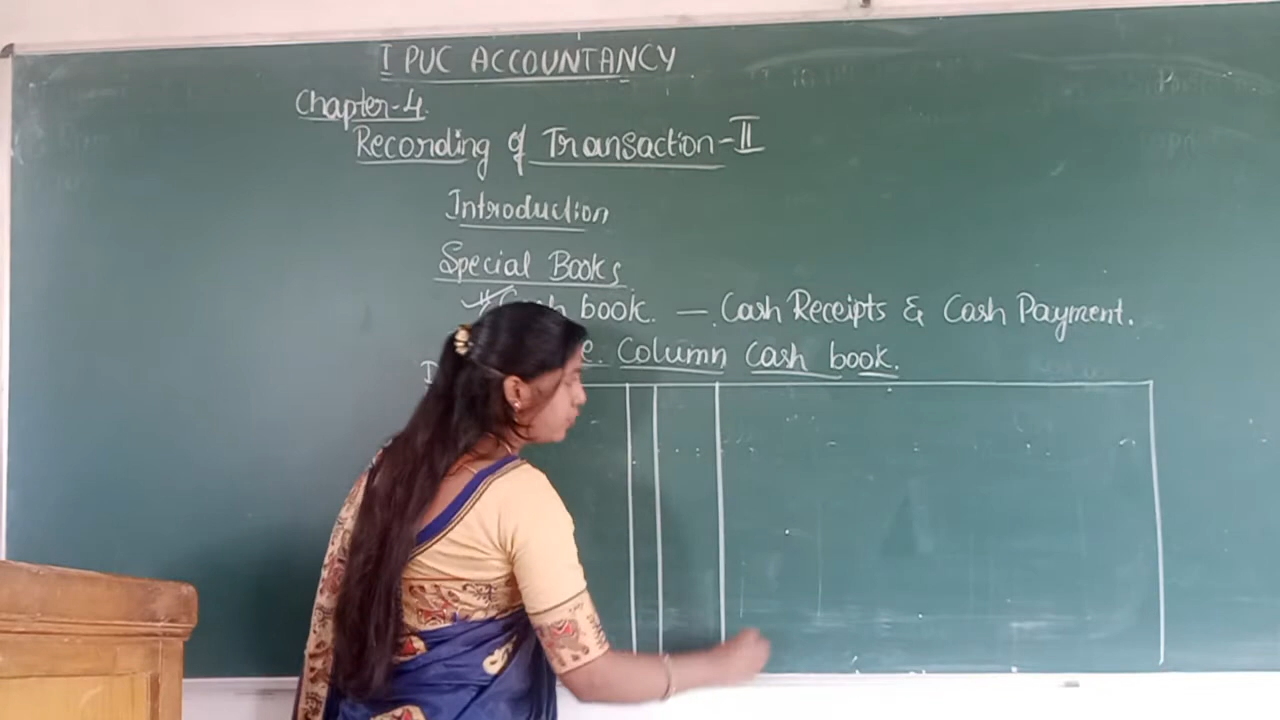 I PUC ACCOUNTANCY
Chapter-4.
Recording of Transaction-II
Introduction
Special Books
book. — Cash Receipts & Cash Payment.
Column Cash book.